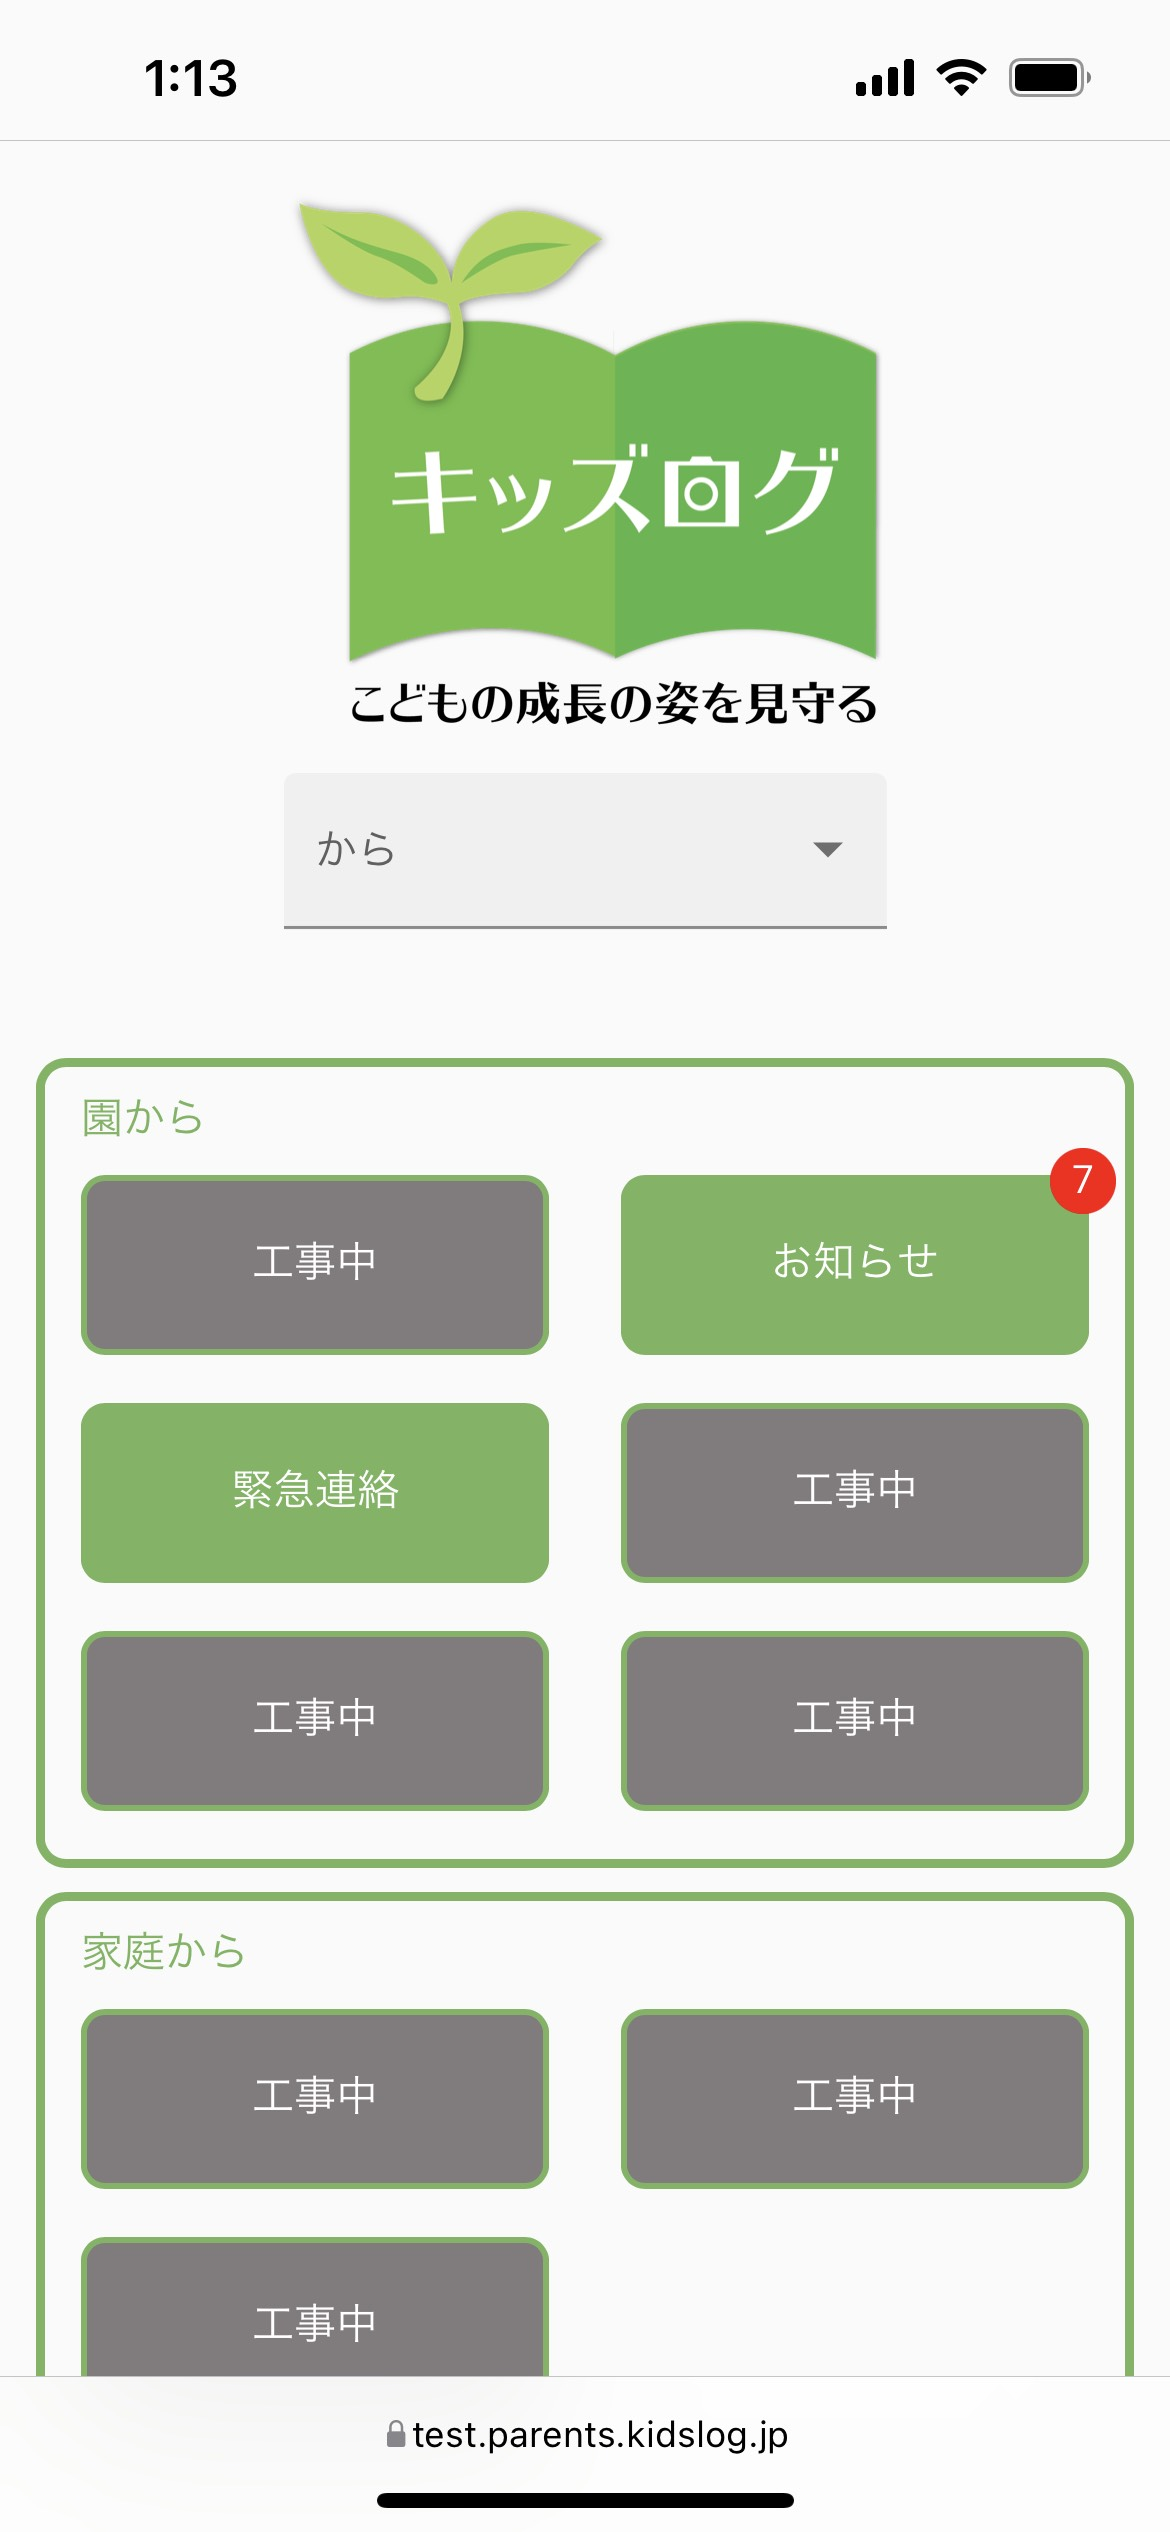 1:13
キッズログ
こどもの成長の姿を見守る
から
園から
工事中
お知らせ
7
緊急連絡
工事中
工事中
工事中
家庭から
工事中
工事中
工事中
test.parents.kidslog.jp